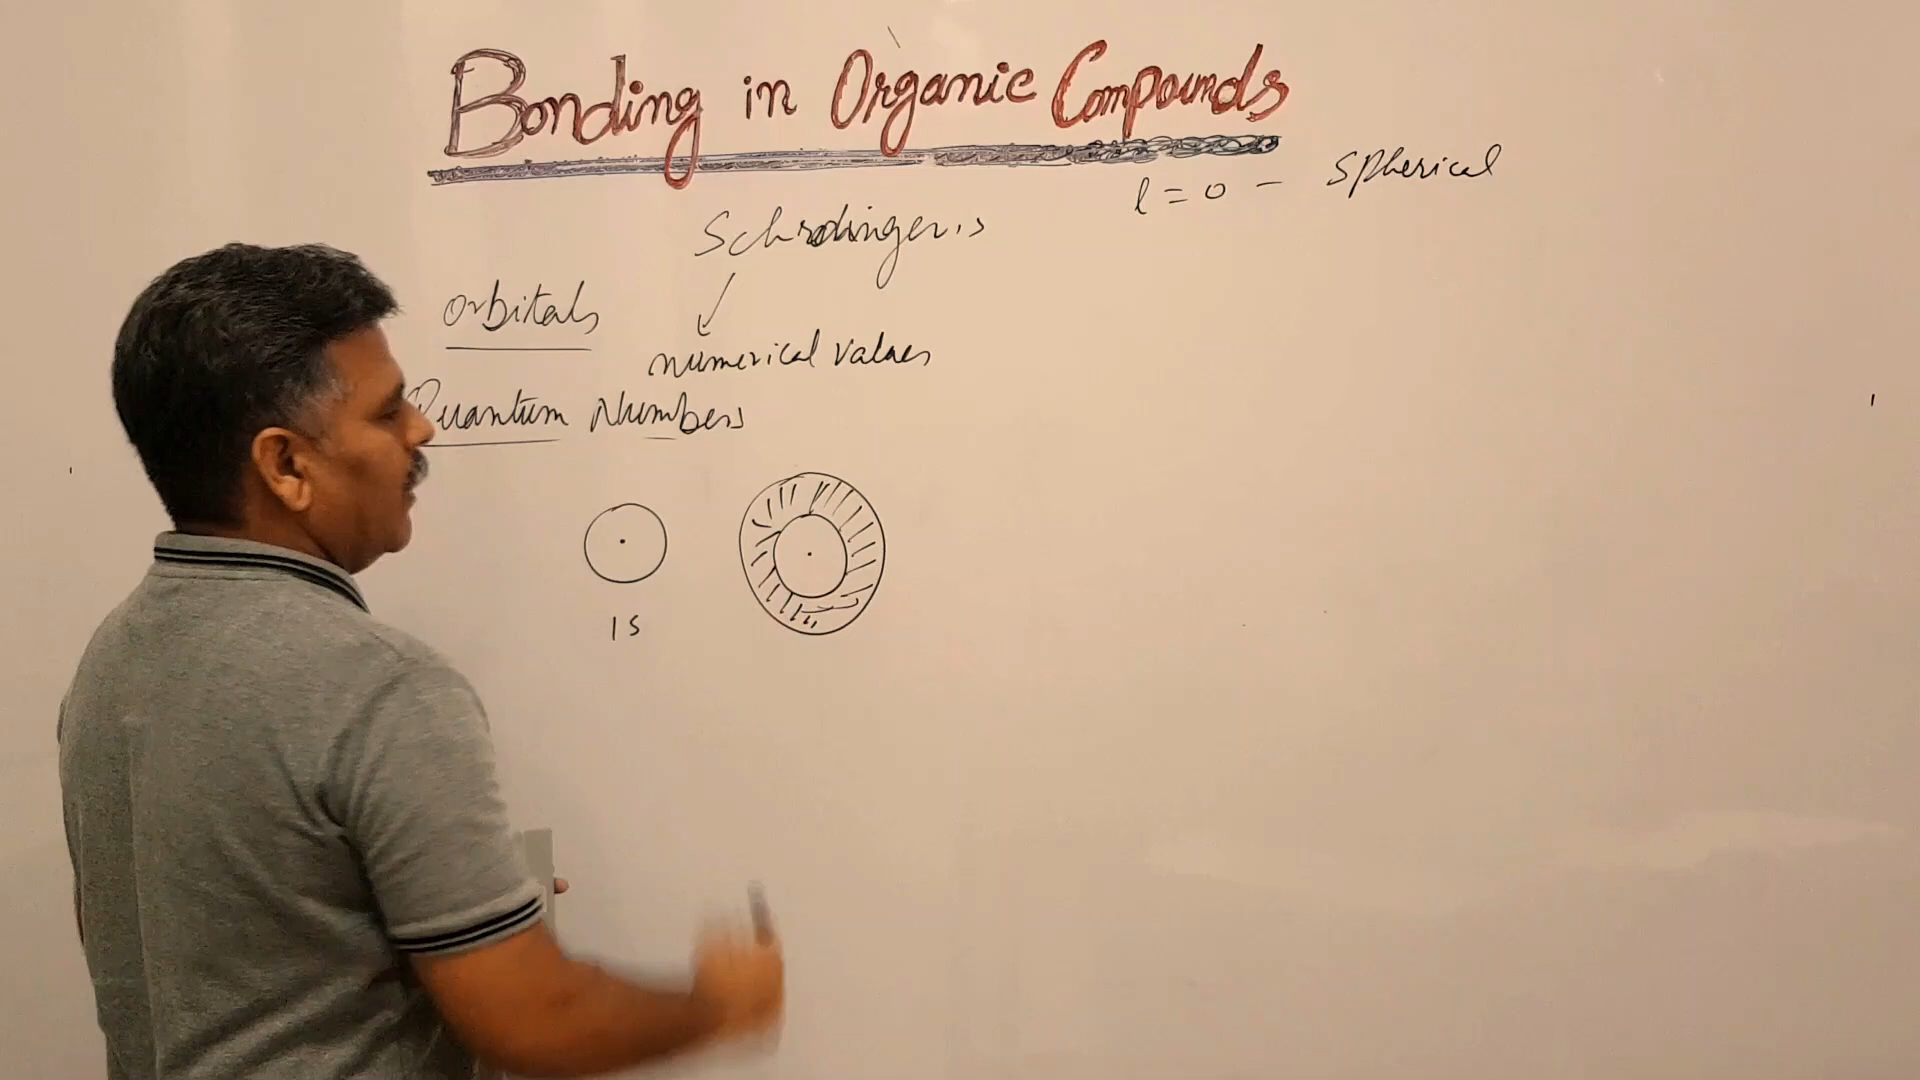 Bonding in Organic Compounds
l = 0 - Spherical
Schrodinger's
orbitals
numerical values
Quantum Numbers
1s